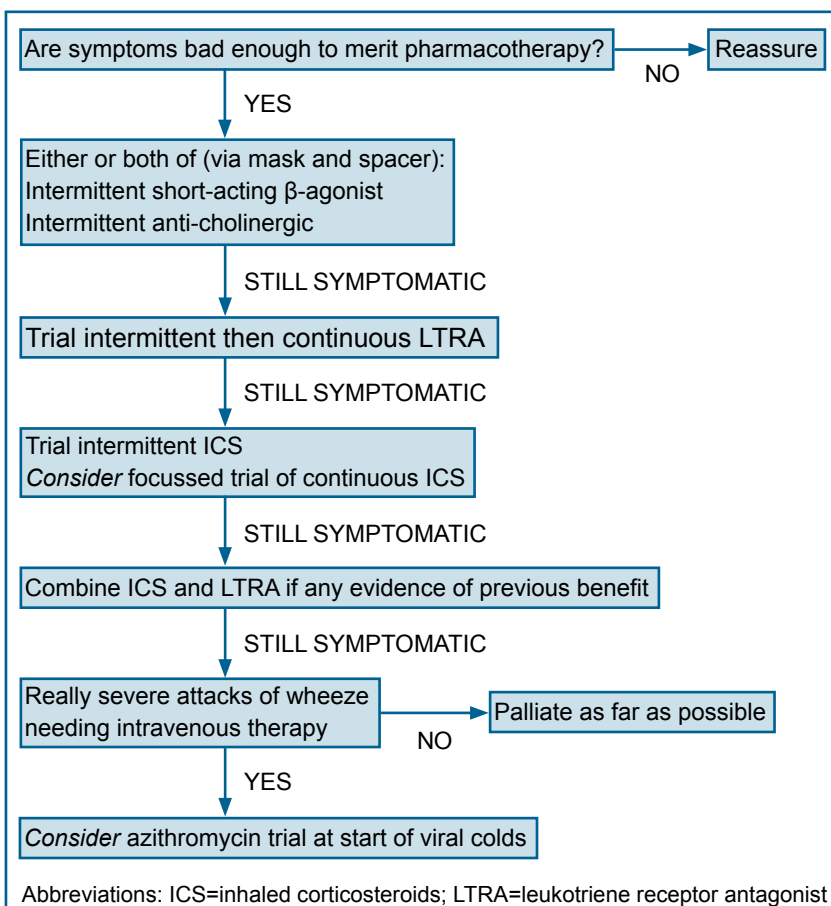 Are symptoms bad enough to merit pharmacotherapy?
NO
Reassure
YES
Either or both of (via mask and spacer):
Intermittent short-acting β-agonist
Intermittent anti-cholinergic
STILL SYMPTOMATIC
Trial intermittent then continuous LTRA
STILL SYMPTOMATIC
Trial intermittent ICS
Consider focussed trial of continuous ICS
STILL SYMPTOMATIC
Combine ICS and LTRA if any evidence of previous benefit
STILL SYMPTOMATIC
Really severe attacks of wheeze
needing intravenous therapy
NO
Palliate as far as possible
YES
Consider azithromycin trial at start of viral colds
Abbreviations: ICS=inhaled corticosteroids; LTRA=leukotriene receptor antagonist